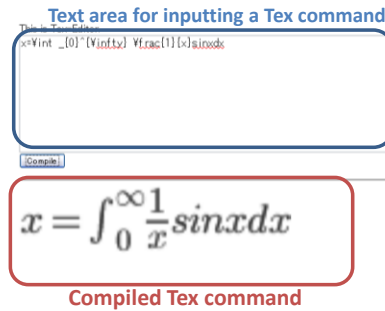 Text area for inputting a Tex command
This is Tex Editor
x=¥int _{0}^{¥infty} ¥frac{1}{x}sinxdx
Compile
x = ∫₀^∞ 1/x sinxdx
Compiled Tex command